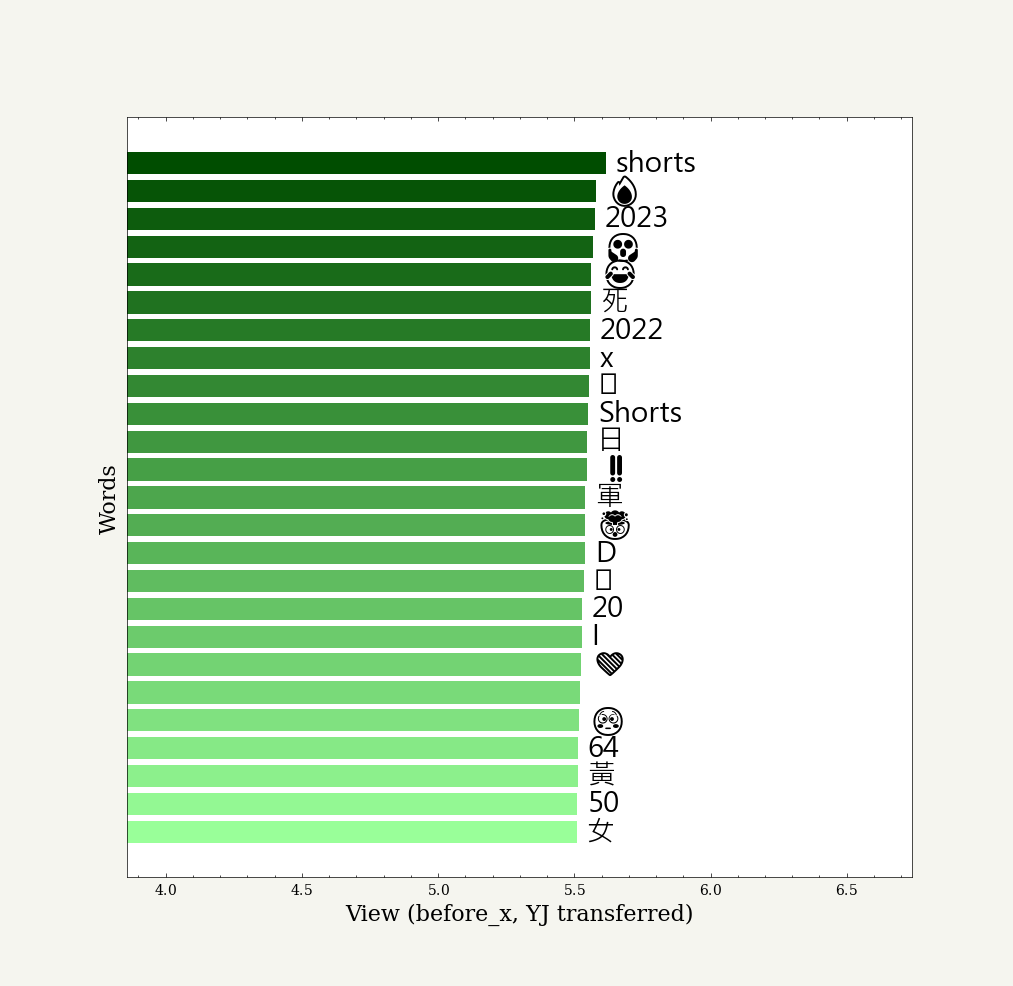 shorts
🔥
2023
😱
😂
死
2022
x
Shorts
日
‼
軍
🤯
D
20
I
💚
😳
64
黃
50
女
Words
4.0 4.5 5.0 5.5 6.0 6.5
View (before_x, YJ transferred)